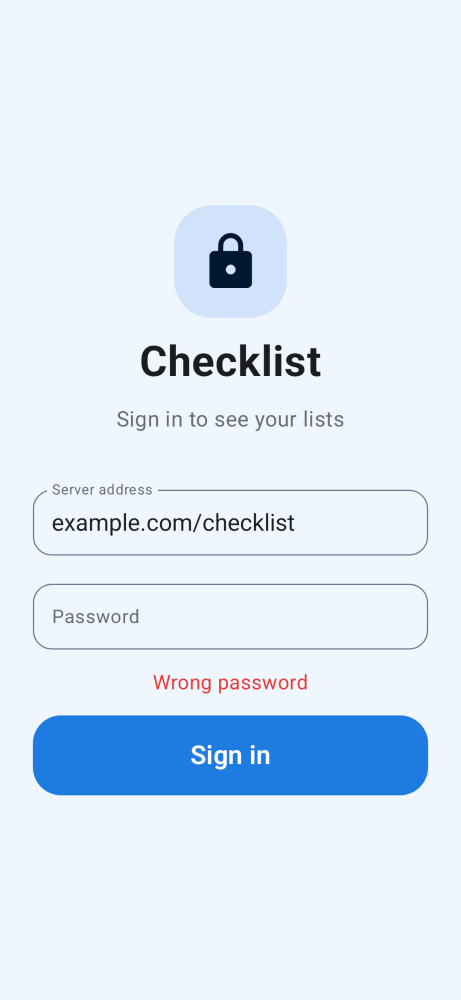 Checklist
Sign in to see your lists
Server address
example.com/checklist
Password
Wrong password
Sign in